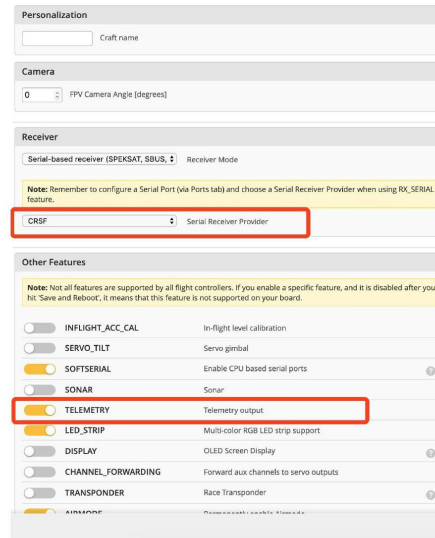 Personalization
Craft name
Camera
0 FPV Camera Angle [degrees]
Receiver
Serial-based receiver (SPEKSAT, SBUS, Receiver Mode
Note: Remember to configure a Serial Port (via Ports tab) and choose a Serial Receiver Provider when using RX_SERIAL
feature.
CRSF Serial Receiver Provider
Other Features
Note: Not all features are supported by all flight controllers. If you enable a specific feature, and it is disabled after you
hit 'Save and Reboot', it means that this feature is not supported on your board.
INFLIGHT_ACC_CAL In-flight level calibration
SERVO_TILT Servo gimbal
SOFTSERIAL Enable CPU based serial ports
SONAR Sonar
TELEMETRY Telemetry output
LED_STRIP Multi-color RGB LED strip support
DISPLAY OLED Screen Display
CHANNEL_FORWARDING Forward aux channels to servo outputs
TRANSPONDER Race Transponder
AIRMODE Permanently enable Airmode